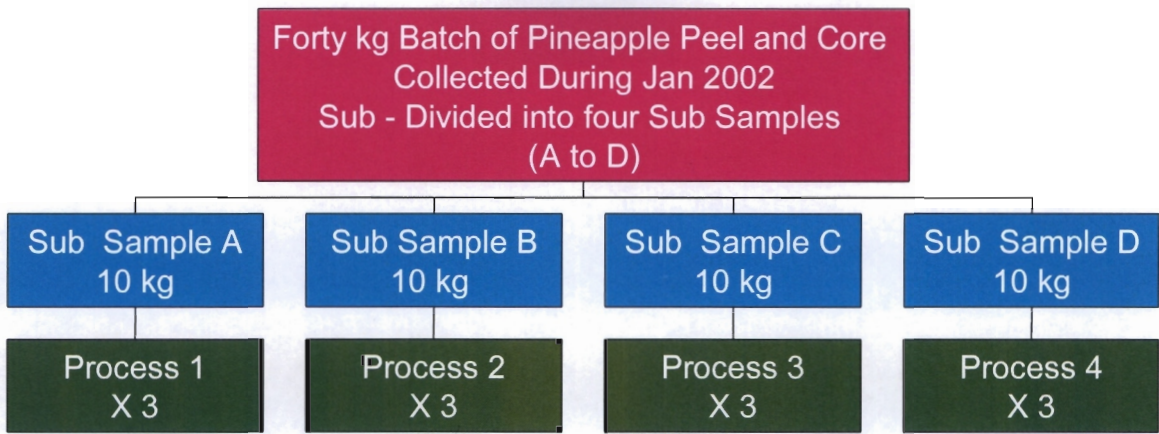 Forty kg Batch of Pineapple Peel and Core
Collected During Jan 2002
Sub - Divided into four Sub Samples
(A to D)
Sub Sample A
10 kg
Sub Sample B
10 kg
Sub Sample C
10 kg
Sub Sample D
10 kg
Process 1
X 3
Process 2
X 3
Process 3
X 3
Process 4
X 3